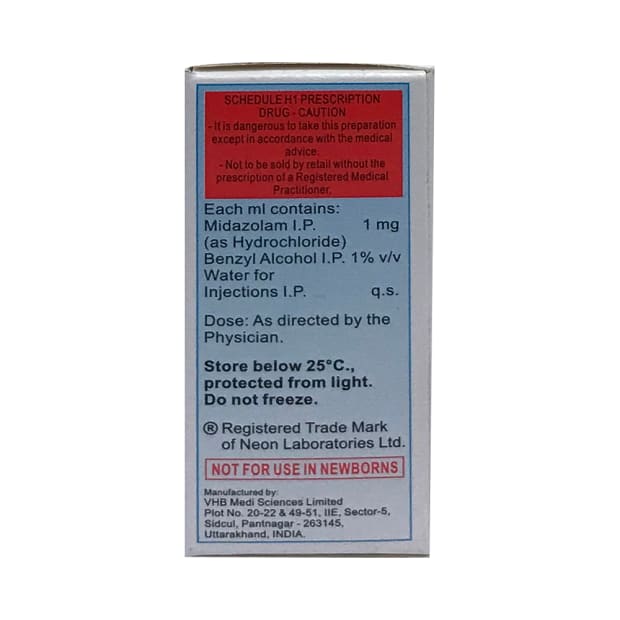 SCHEDULE H1 PRESCRIPTION
DRUG - CAUTION
- It is dangerous to take this preparation
except in accordance with the medical
advice.
- Not to be sold by retail without the
prescription of a Registered Medical
Practitioner.
Each ml contains:
Midazolam I.P. 1 mg
(as Hydrochloride)
Benzyl Alcohol I.P. 1% v/v
Water for
Injections I.P. q.s.
Dose: As directed by the
Physician.
Store below 25°C.,
protected from light.
Do not freeze.
® Registered Trade Mark
of Neon Laboratories Ltd.
NOT FOR USE IN NEWBORNS
Manufactured by:
VHB Medi Sciences Limited
Plot No. 20-22 & 49-51, IIE, Sector-5,
Sidcul, Pantnagar - 263145,
Uttarakhand, INDIA.